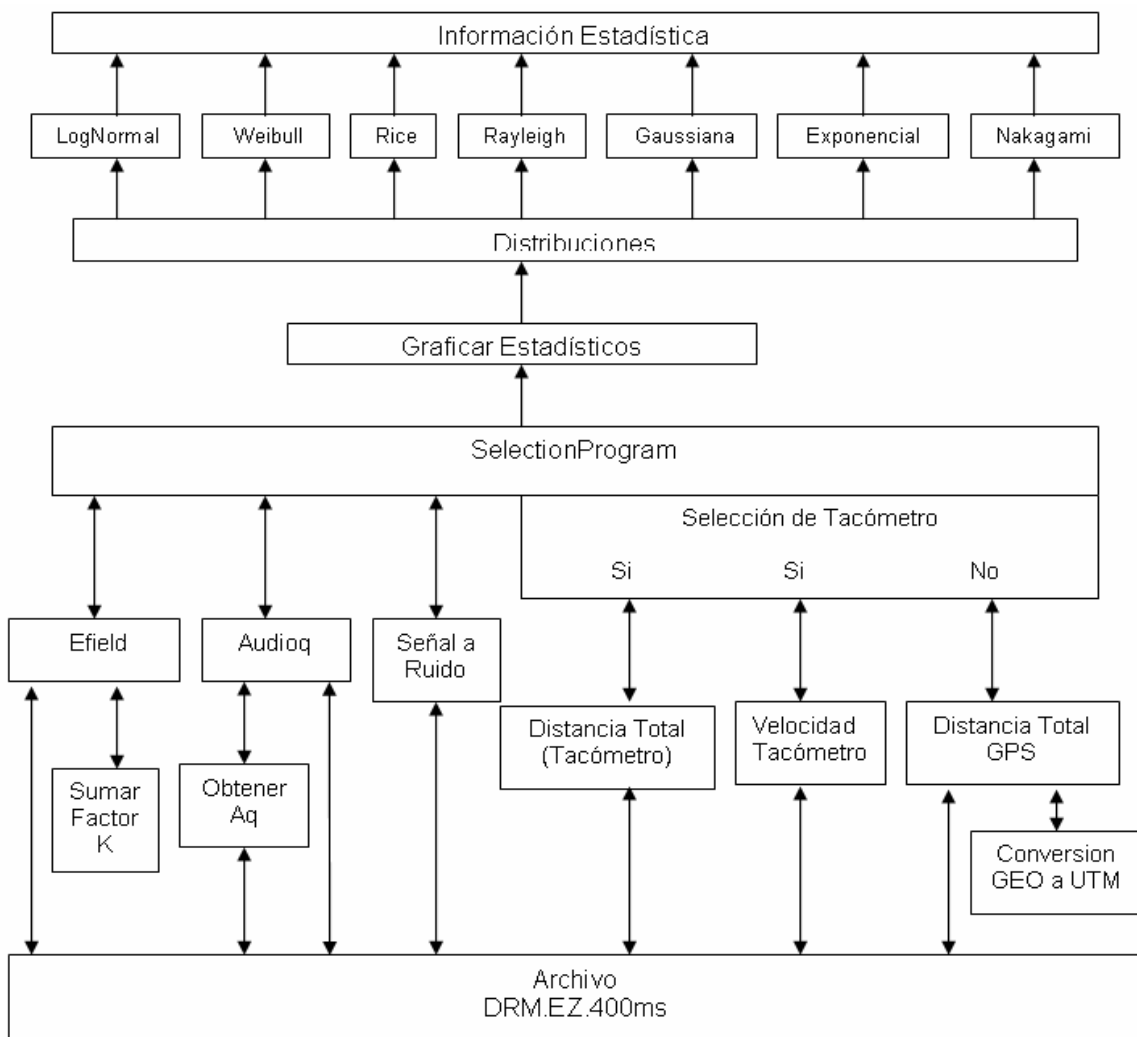 Información Estadística
LogNormal
Weibull
Rice
Rayleigh
Gaussiana
Exponencial
Nakagami
Distribuciones
Graficar Estadísticos
SelectionProgram
Selección de Tacómetro
Si
Si
No
Efield
Audioq
Señal a
Ruido
Distancia Total
(Tacómetro)
Velocidad
Tacómetro
Distancia Total
GPS
Sumar
Factor
K
Obtener
Aq
Conversion
GEO a UTM
Archivo
DRM.EZ.400ms